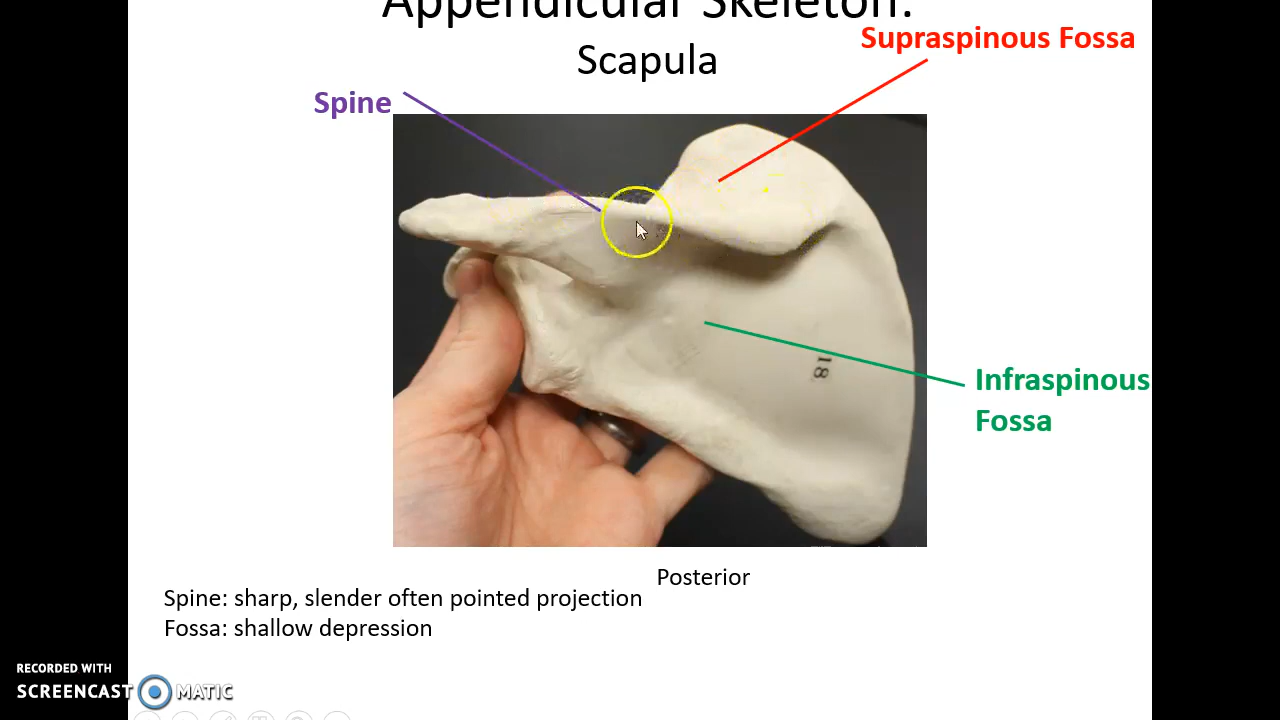 Appendicular Skeleton:
Scapula
Supraspinous Fossa
Spine
18
Infraspinous
Fossa
Posterior
Spine: sharp, slender often pointed projection
Fossa: shallow depression
RECORDED WITH
SCREENCAST MATIC